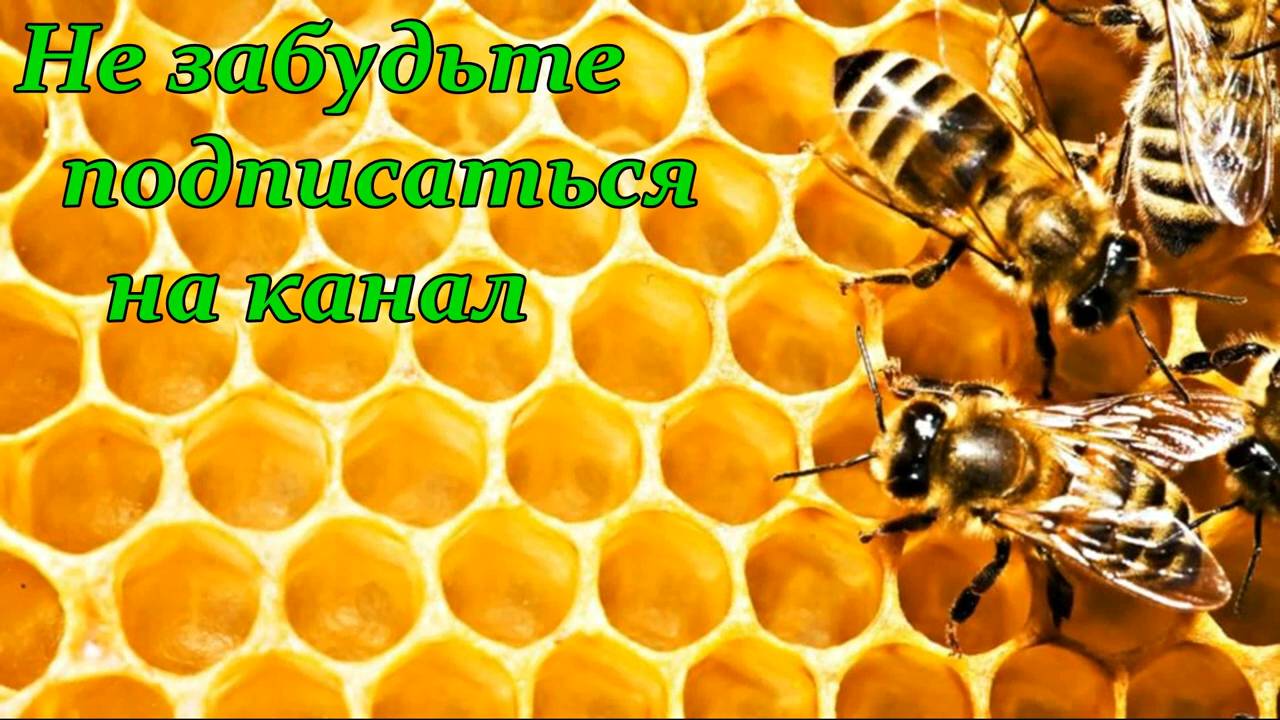 Не забудьте
подписаться
на канал